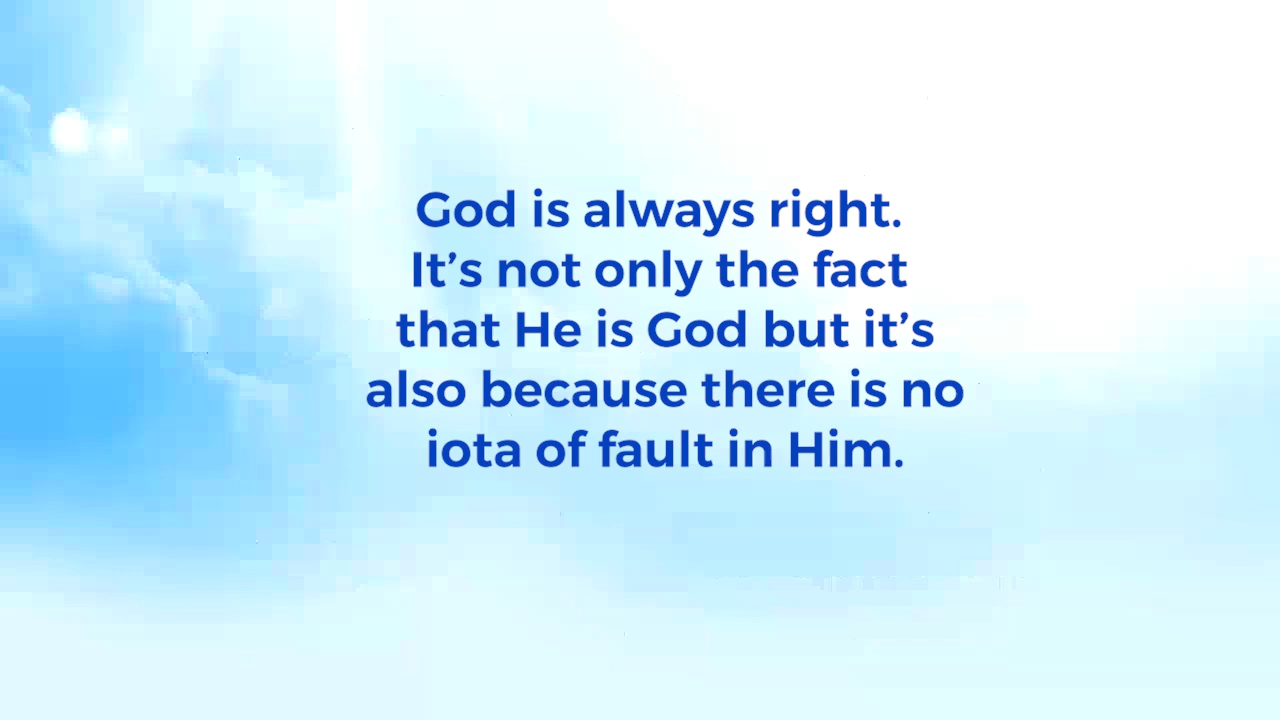 God is always right.
It’s not only the fact
that He is God but it’s
also because there is no
iota of fault in Him.